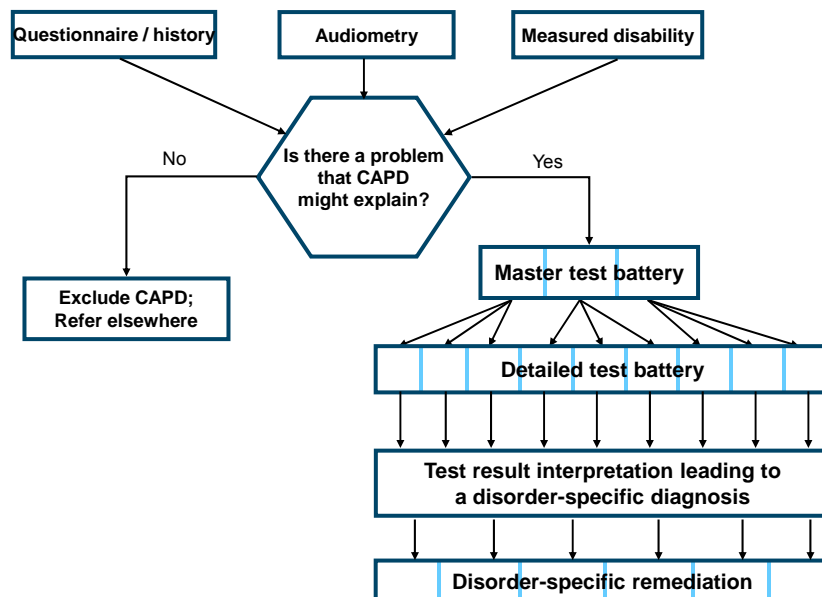 Questionnaire / history
Audiometry
Measured disability
Is there a problem
that CAPD
might explain?
No
Yes
Master test battery
Exclude CAPD;
Refer elsewhere
Detailed test battery
Test result interpretation leading to
a disorder-specific diagnosis
Disorder-specific remediation